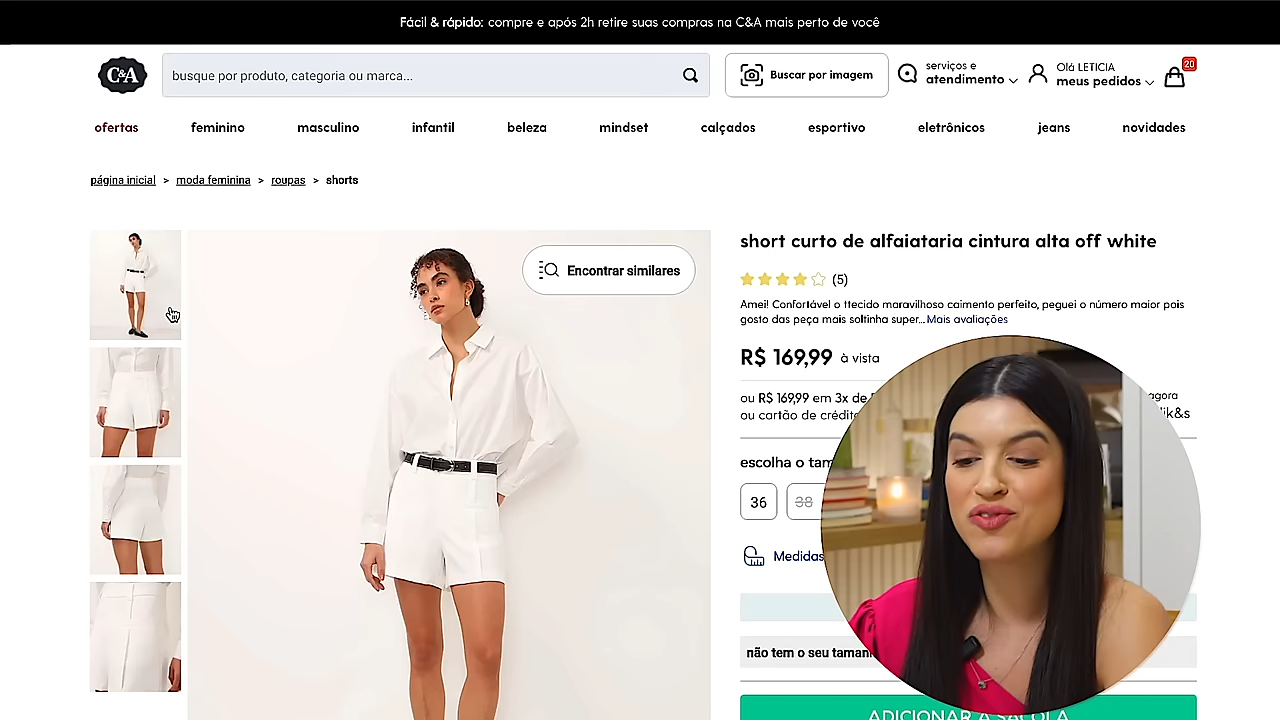 Fácil & rápido: compre e após 2h retire suas compras na C&A mais perto de você
C&A
busque por produto, categoria ou marca...
Buscar por imagem
serviços e
atendimento
Olá LETICIA
meus pedidos
20
ofertas
feminino
masculino
infantil
beleza
mindset
calçados
esportivo
eletrônicos
jeans
novidades
página inicial > moda feminina > roupas > shorts
Encontrar similares
short curto de alfaiataria cintura alta off white
(5)
Amei! Confortável o ttecido maravilhoso caimento perfeito, peguei o número maior pois
gosto das peça mais soltinha super... Mais avaliações
R$ 169,99 à vista
ou R$ 169,99 em 3x de
agora
ou cartão de crédito
escolha o tam
36
38
Medidas
não tem o seu taman
ADICIONAR À SACOLA